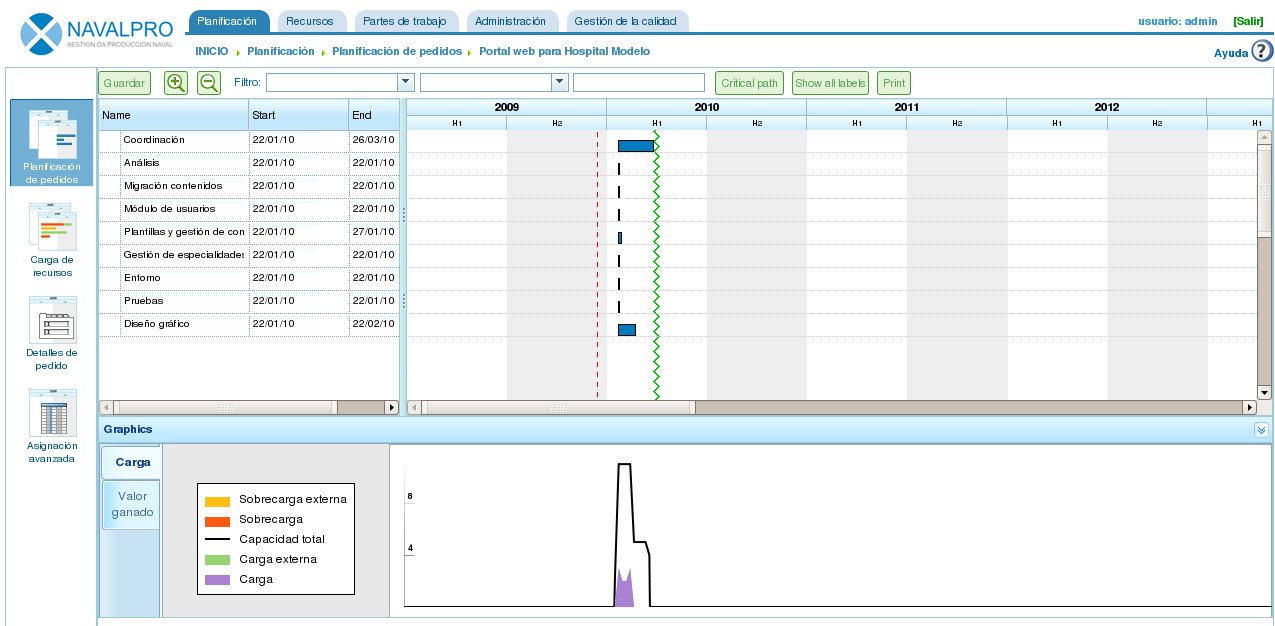 NAVALPRO
XESTION DA PRODUCCION NAVAL
Planificación Recursos Partes de trabajo Administración Gestión de la calidad
usuario: admin [Salir]
INICIO Planificación Planificación de pedidos Portal web para Hospital Modelo
Ayuda ?
Guardar Filtro: Critical path Show all labels Print
Name Start End
2009 2010 2011 2012
H1 H2 H1 H2 H1 H2 H1 H2 H1
Coordinación 22/01/10 26/03/10
Análisis 22/01/10 22/01/10
Migración contenidos 22/01/10 22/01/10
Módulo de usuarios 22/01/10 22/01/10
Plantillas y gestión de con 22/01/10 27/01/10
Gestión de especialidades 22/01/10 22/01/10
Entorno 22/01/10 22/01/10
Pruebas 22/01/10 22/01/10
Diseño gráfico 22/01/10 22/02/10
Planificación
de pedidos
Carga de
recursos
Detalles de
pedido
Asignación
avanzada
Graphics
Carga
Valor
ganado
Sobrecarga externa
Sobrecarga
Capacidad total
Carga externa
Carga
8
4